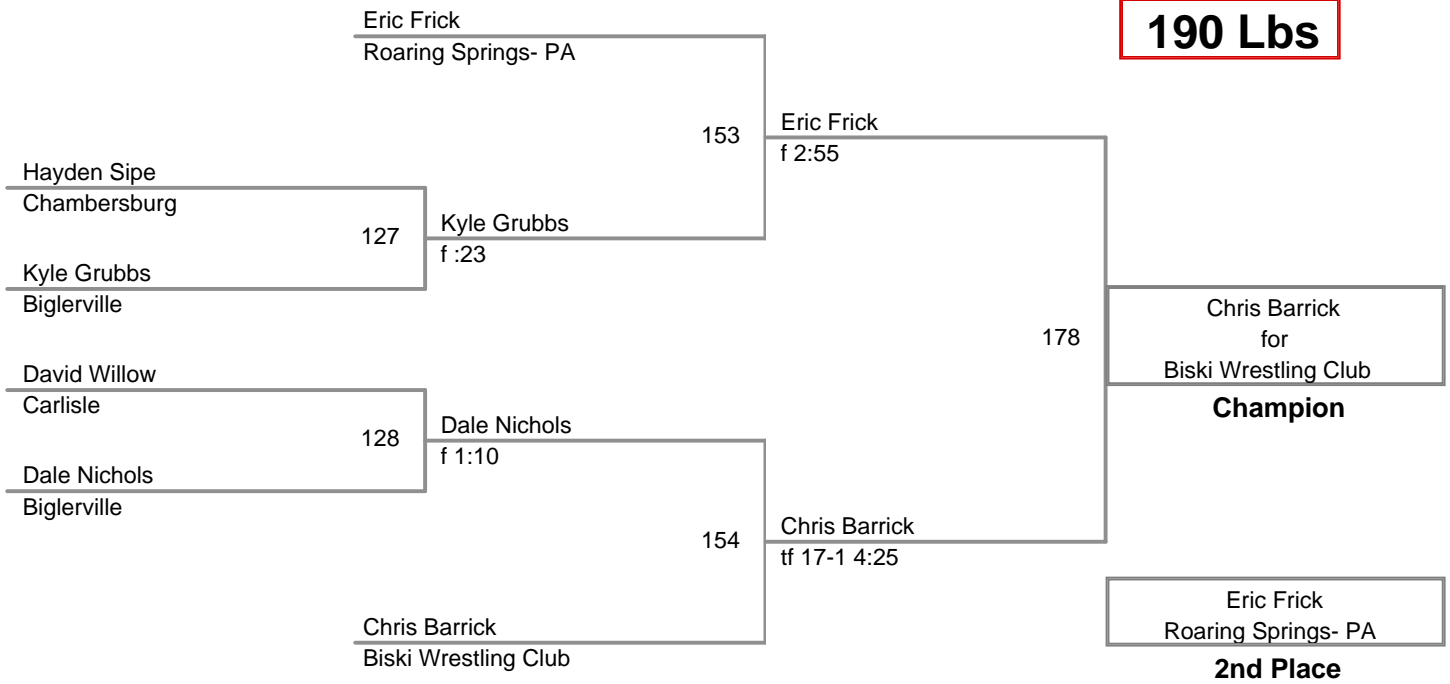 Eric Frick
Roaring Springs- PA
190 Lbs
153
Eric Frick
f 2:55
Hayden Sipe
Chambersburg
127
Kyle Grubbs
f :23
Kyle Grubbs
Biglerville
178
Chris Barrick
for
Biski Wrestling Club
Champion
David Willow
Carlisle
128
Dale Nichols
f 1:10
Dale Nichols
Biglerville
154
Chris Barrick
tf 17-1 4:25
Chris Barrick
Biski Wrestling Club
Eric Frick
Roaring Springs- PA
2nd Place